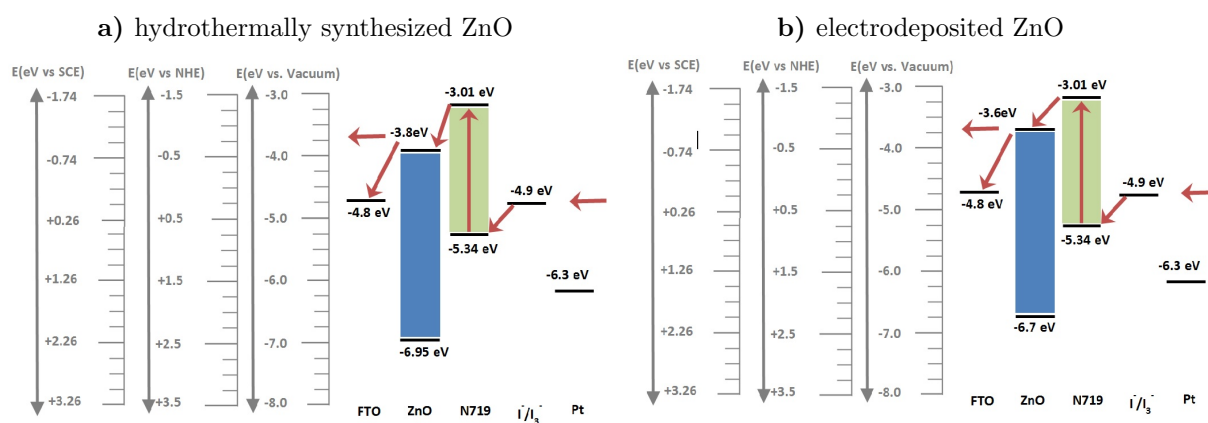 a) hydrothermally synthesized ZnO
E(eV vs SCE) E(eV vs NHE) E(eV vs. Vacuum)
-1.74 -1.5 -3.0
-3.01 eV
-3.8eV
-0.74 -0.5 -4.0
-4.9 eV
-4.8 eV
+0.26 +0.5 -5.0
-5.34 eV
+1.26 +1.5 -6.0
-6.3 eV
+2.26 +2.5 -7.0
-6.95 eV
+3.26 +3.5 -8.0
FTO ZnO N719 I⁻/I₃⁻ Pt
b) electrodeposited ZnO
E(eV vs SCE) E(eV vs NHE) E(eV vs. Vacuum)
-1.74 -1.5 -3.0
-3.01 eV
-3.6eV
-0.74 -0.5 -4.0
-4.9 eV
-4.8 eV
+0.26 +0.5 -5.0
-5.34 eV
+1.26 +1.5 -6.0
-6.3 eV
+2.26 +2.5 -7.0
-6.7 eV
+3.26 +3.5 -8.0
FTO ZnO N719 I⁻/I₃⁻ Pt